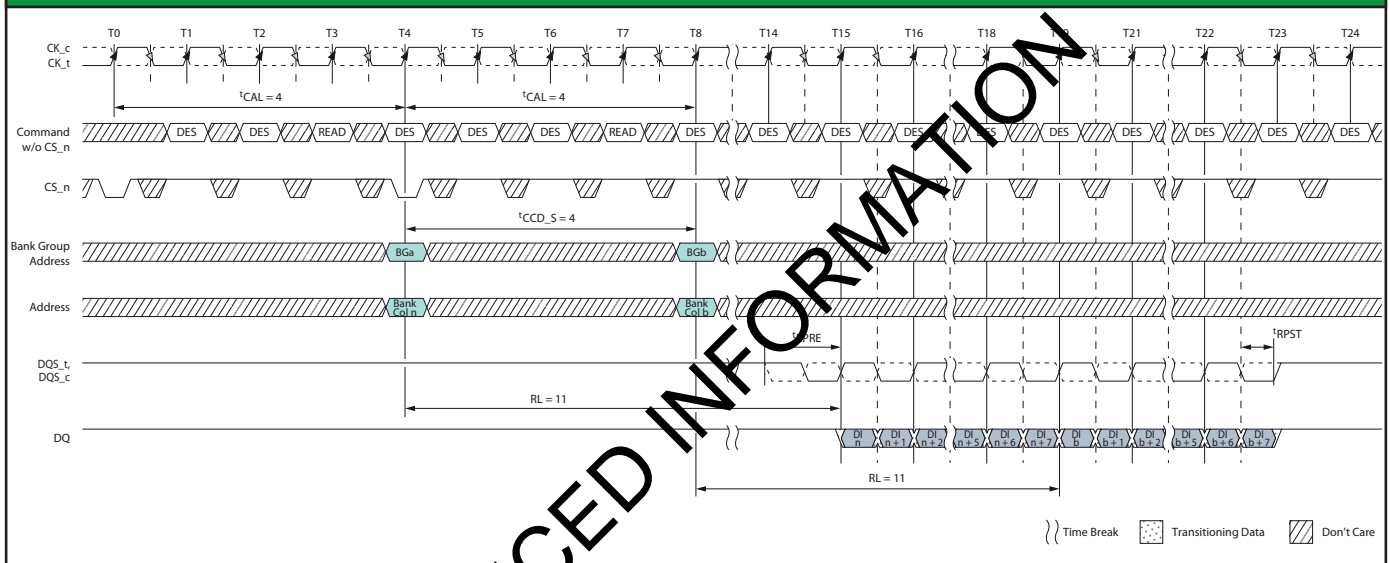 T0 T1 T2 T3 T4 T5 T6 T7 T8 T14 T15 T16 T18 T21 T22 T23 T24
CK_c
CK_t
tCAL = 4 tCAL = 4
Command
w/o CS_n
DES DES READ DES DES DES READ DES DES DES DES DES DES DES DES DES DES
CS_n
tCCD_S = 4
Bank Group
Address
BGa BGb
Address
Bank
Col n
Bank
Col b
tRPST
DQS_t,
DQS_c
RL = 11
DQ
DI
n
DI
n + 1
DI
n + 2
DI
n + 5
DI
n + 6
DI
n + 7
DI
b
DI
b + 1
DI
b + 2
DI
b + 5
DI
b + 6
DI
b + 7
RL = 11
Time Break Transitioning Data Don't Care
CED INFORMATION